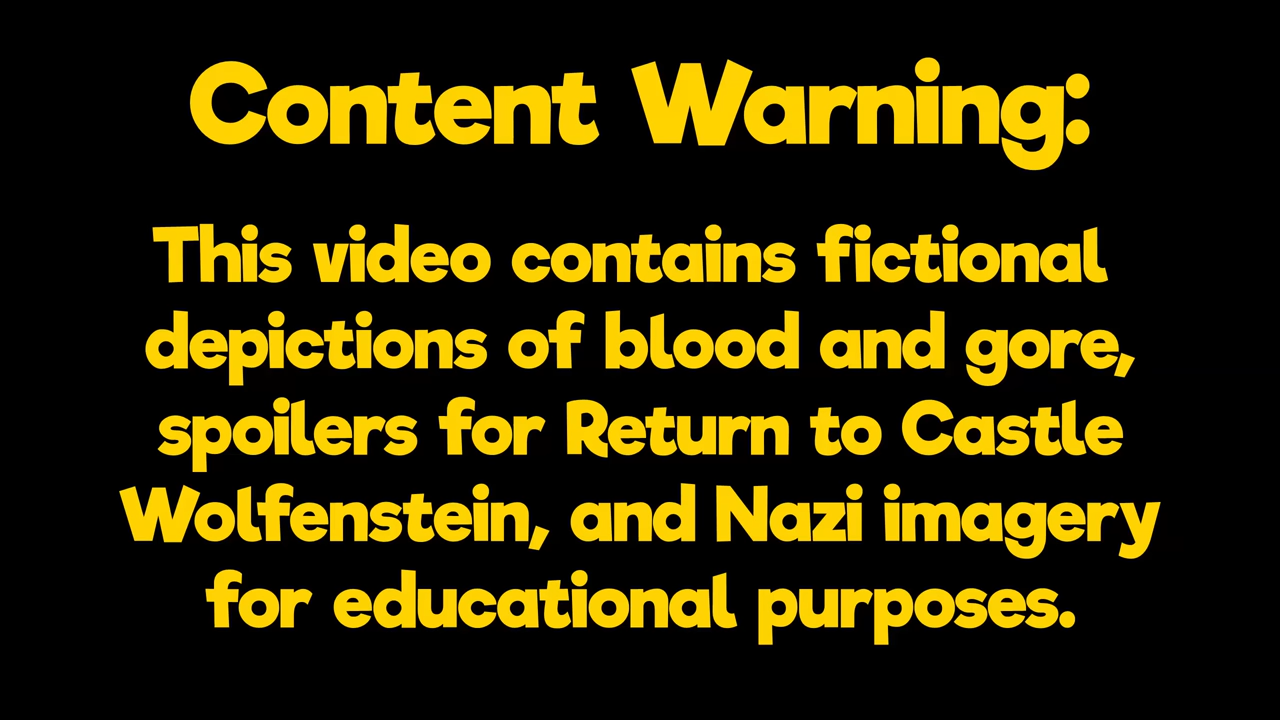 Content Warning:
This video contains fictional
depictions of blood and gore,
spoilers for Return to Castle
Wolfenstein, and Nazi imagery
for educational purposes.